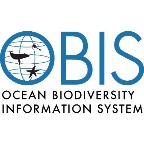 OBIS
OCEAN BIODIVERSITY
INFORMATION SYSTEM